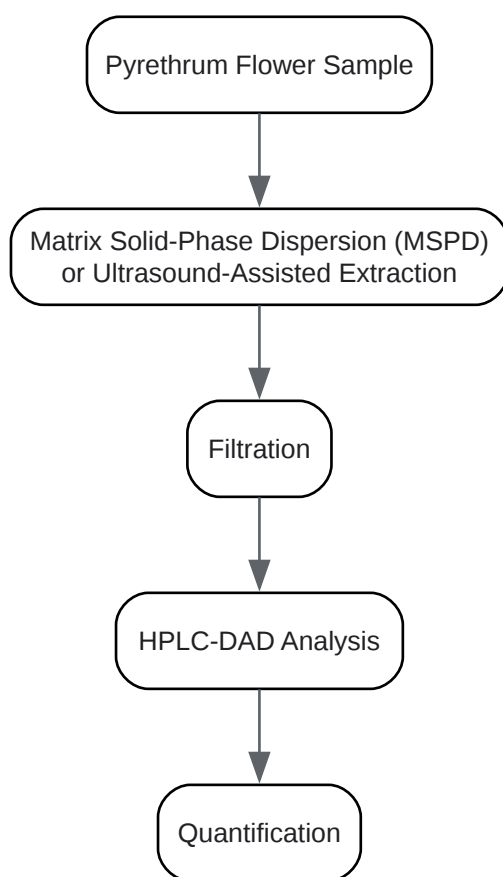 Pyrethrum Flower Sample
Matrix Solid-Phase Dispersion (MSPD)
or Ultrasound-Assisted Extraction
Filtration
HPLC-DAD Analysis
Quantification